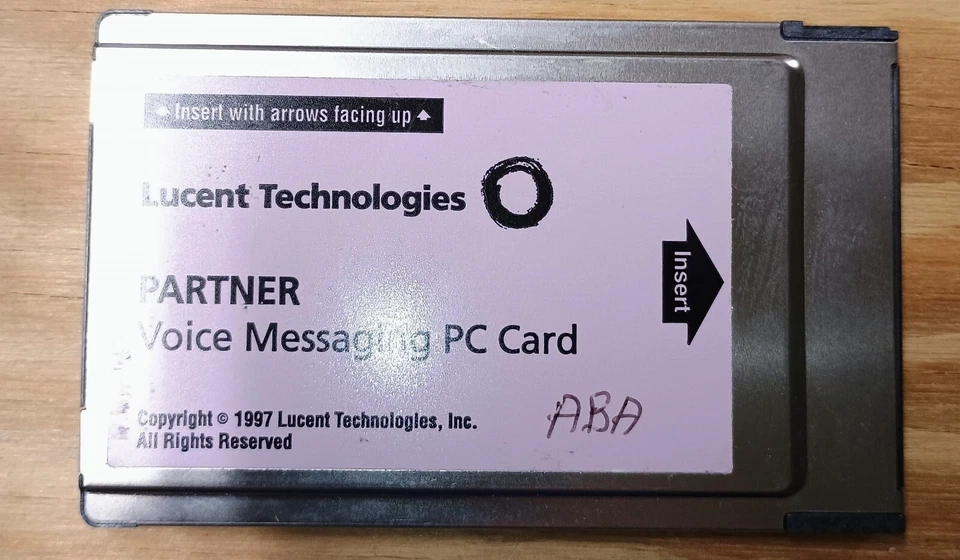 Insert with arrows facing up
Lucent Technologies
Insert
PARTNER
Voice Messaging PC Card
Copyright © 1997 Lucent Technologies, Inc.
All Rights Reserved
ABA